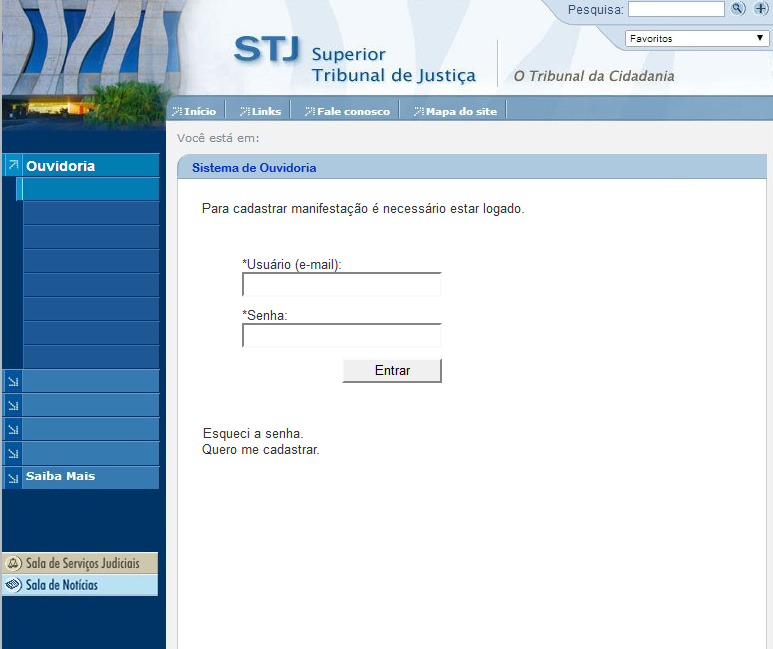 Pesquisa:
Favoritos
STJ Superior
Tribunal de Justiça
O Tribunal da Cidadania
Início Links Fale conosco Mapa do site
Você está em:
Ouvidoria
Saiba Mais
Sala de Serviços Judiciais
Sala de Notícias
Sistema de Ouvidoria
Para cadastrar manifestação é necessário estar logado.
*Usuário (e-mail):
*Senha:
Entrar
Esqueci a senha.
Quero me cadastrar.